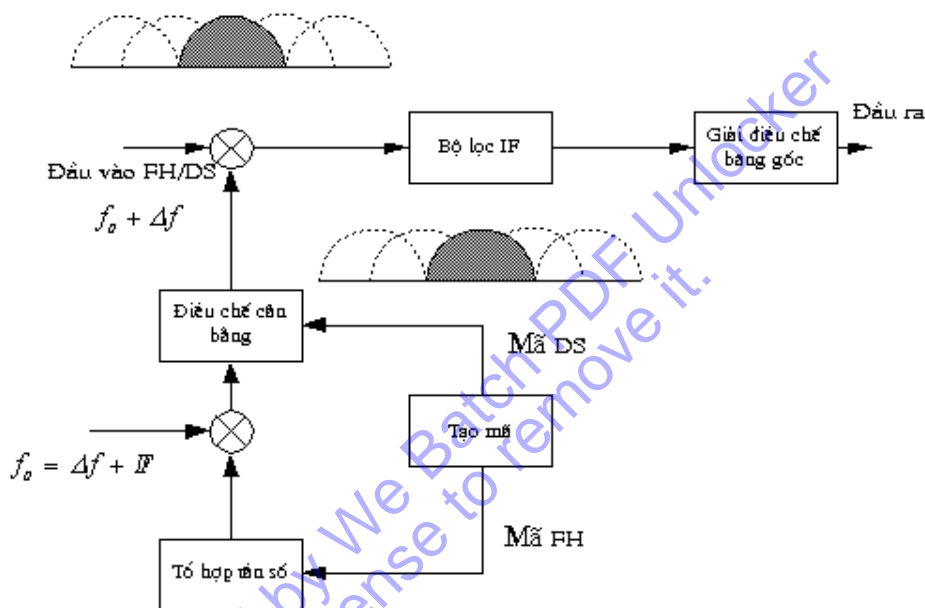 Đầu ra
Bộ lọc IF
Giải điều chế
băng gốc
Đầu vào FH/DS
f₀ + Δf
Điều chế cân
bằng
Mã DS
Tạo mã
f₀ = Δf + IF
Mã FH
Tổ hợp tần số
by We Batch PDF Unlocker
ense to remove it.